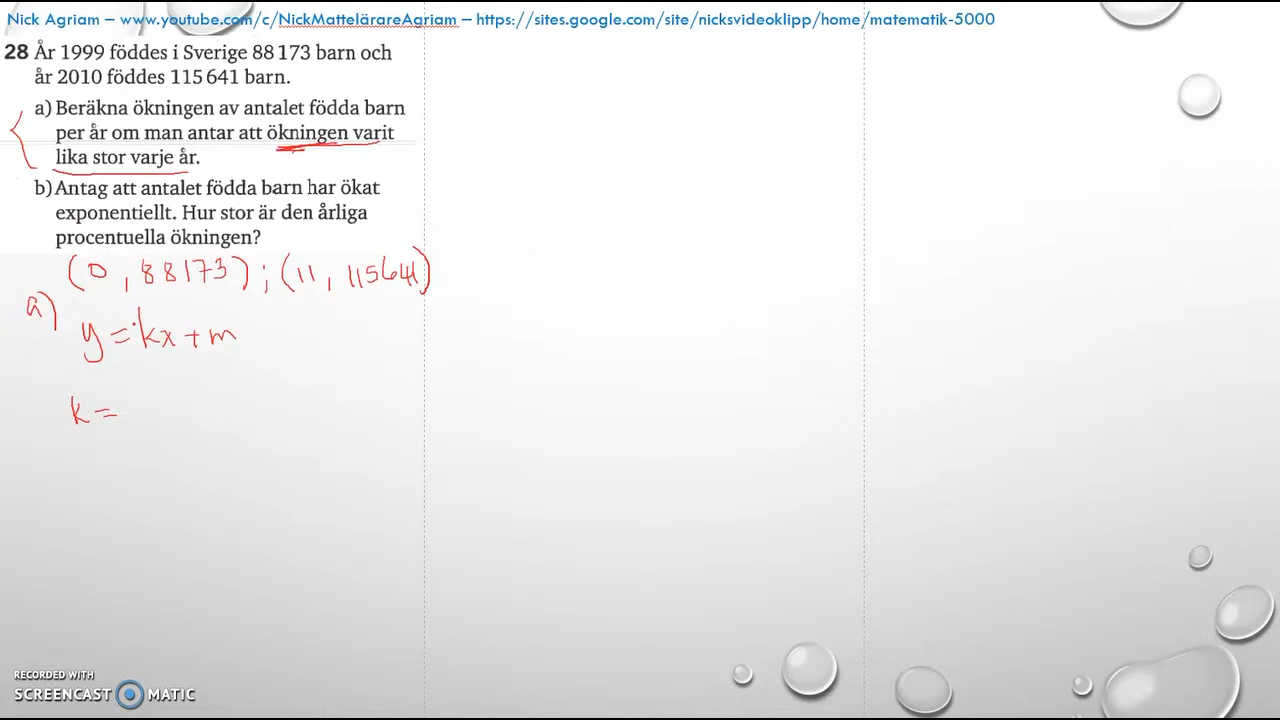 Nick Agriam – www.youtube.com/c/NickMattelärareAgriam – https://sites.google.com/site/nicksvideoklipp/home/matematik-5000
28 År 1999 föddes i Sverige 88 173 barn och
år 2010 föddes 115 641 barn.
a) Beräkna ökningen av antalet födda barn
per år om man antar att ökningen varit
lika stor varje år.
b) Antag att antalet födda barn har ökat
exponentiellt. Hur stor är den årliga
procentuella ökningen?
(0, 88173) ; (11, 115641)
a)
y = kx + m
k =
RECORDED WITH
SCREENCAST MATIC